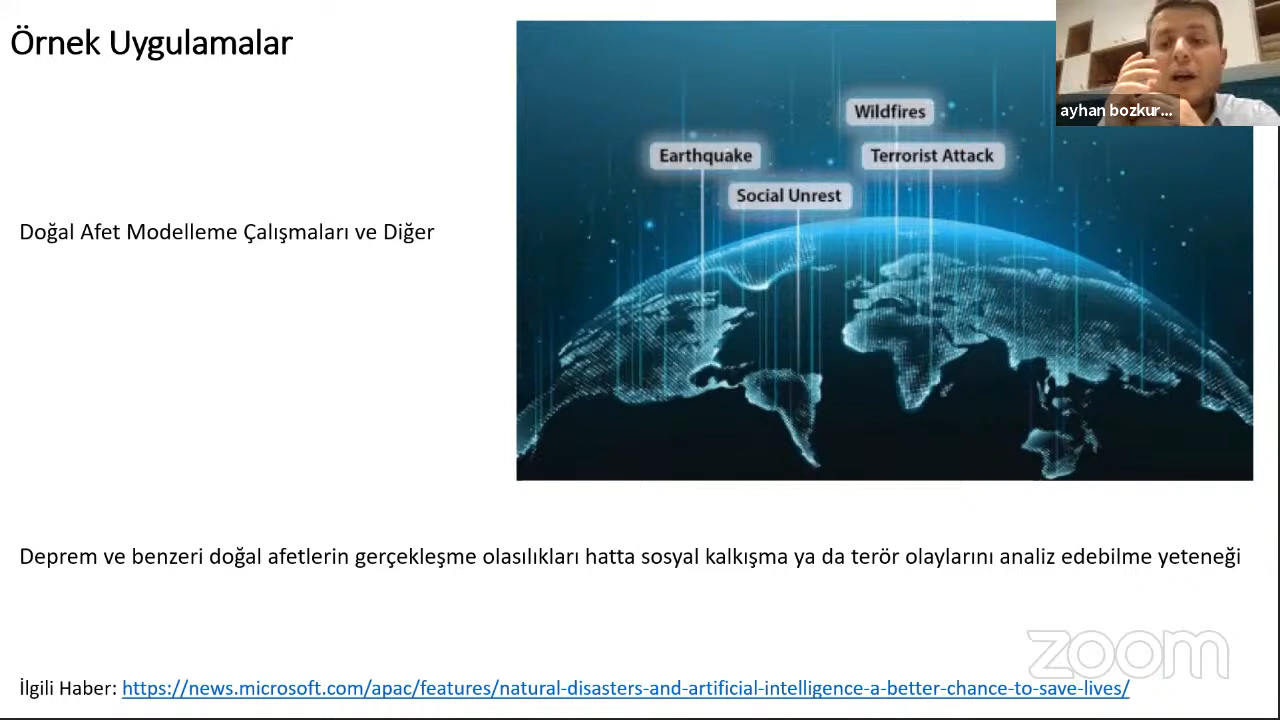 Örnek Uygulamalar
ayhan bozkur...
Wildfires
Earthquake
Terrorist Attack
Social Unrest
Doğal Afet Modelleme Çalışmaları ve Diğer
Deprem ve benzeri doğal afetlerin gerçekleşme olasılıkları hatta sosyal kalkışma ya da terör olaylarını analiz edebilme yeteneği
zoom
İlgili Haber: https://news.microsoft.com/apac/features/natural-disasters-and-artificial-intelligence-a-better-chance-to-save-lives/